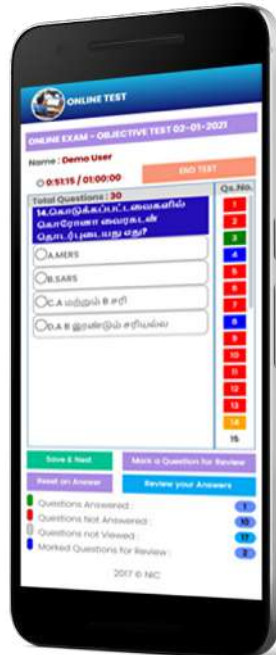 ONLINE TEST
ONLINE EXAM - OBJECTIVE TEST 02-01-2021
Name : Demo User
0:51:15 / 01:00:00
END TEST
Total Questions : 30
Qs.No.
14.கொடுக்கப்பட்டவைகளில்
கொரோனா வைரசுடன்
தொடர்புடையது எது?
A.MERS
B.SARS
C.A மற்றும் B சரி
D.A B இரண்டும் சரியல்ல
1
2
3
4
5
6
7
8
9
10
11
12
13
14
15
Save & Next
Mark a Question for Review
Reset an Answer
Review your Answers
Questions Answered : 1
Questions Not Answered : 10
Questions not Viewed : 17
Marked Questions for Review : 2
2017 © NIC